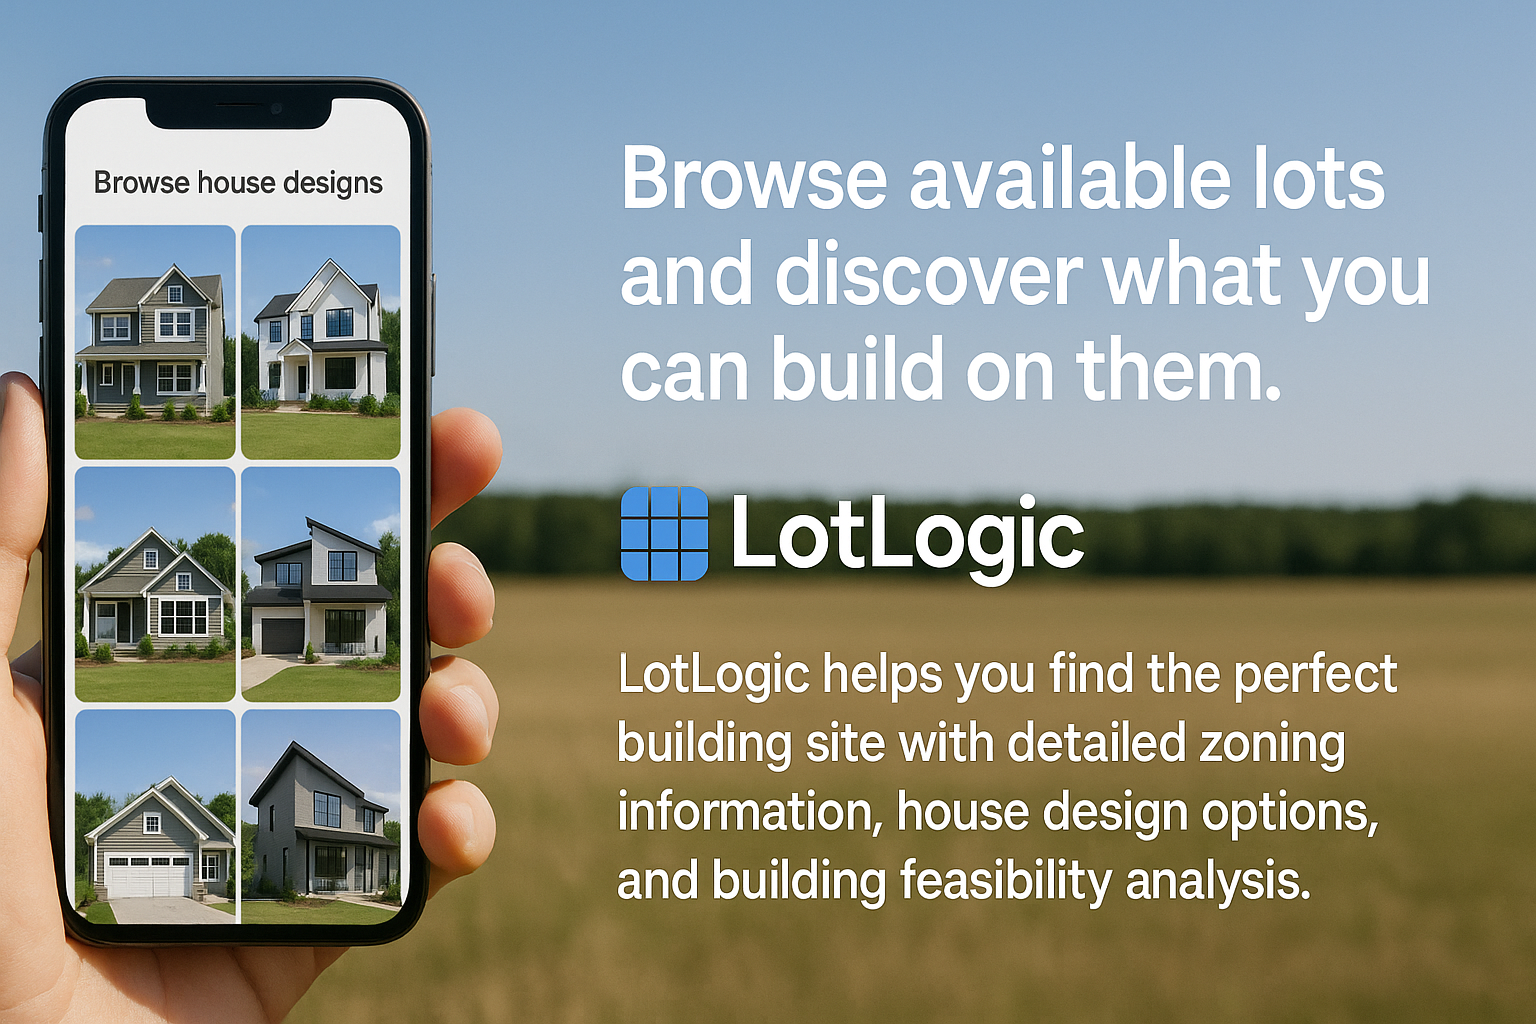 Browse house designs
Browse available lots
and discover what you
can build on them.
LotLogic
LotLogic helps you find the perfect
building site with detailed zoning
information, house design options,
and building feasibility analysis.